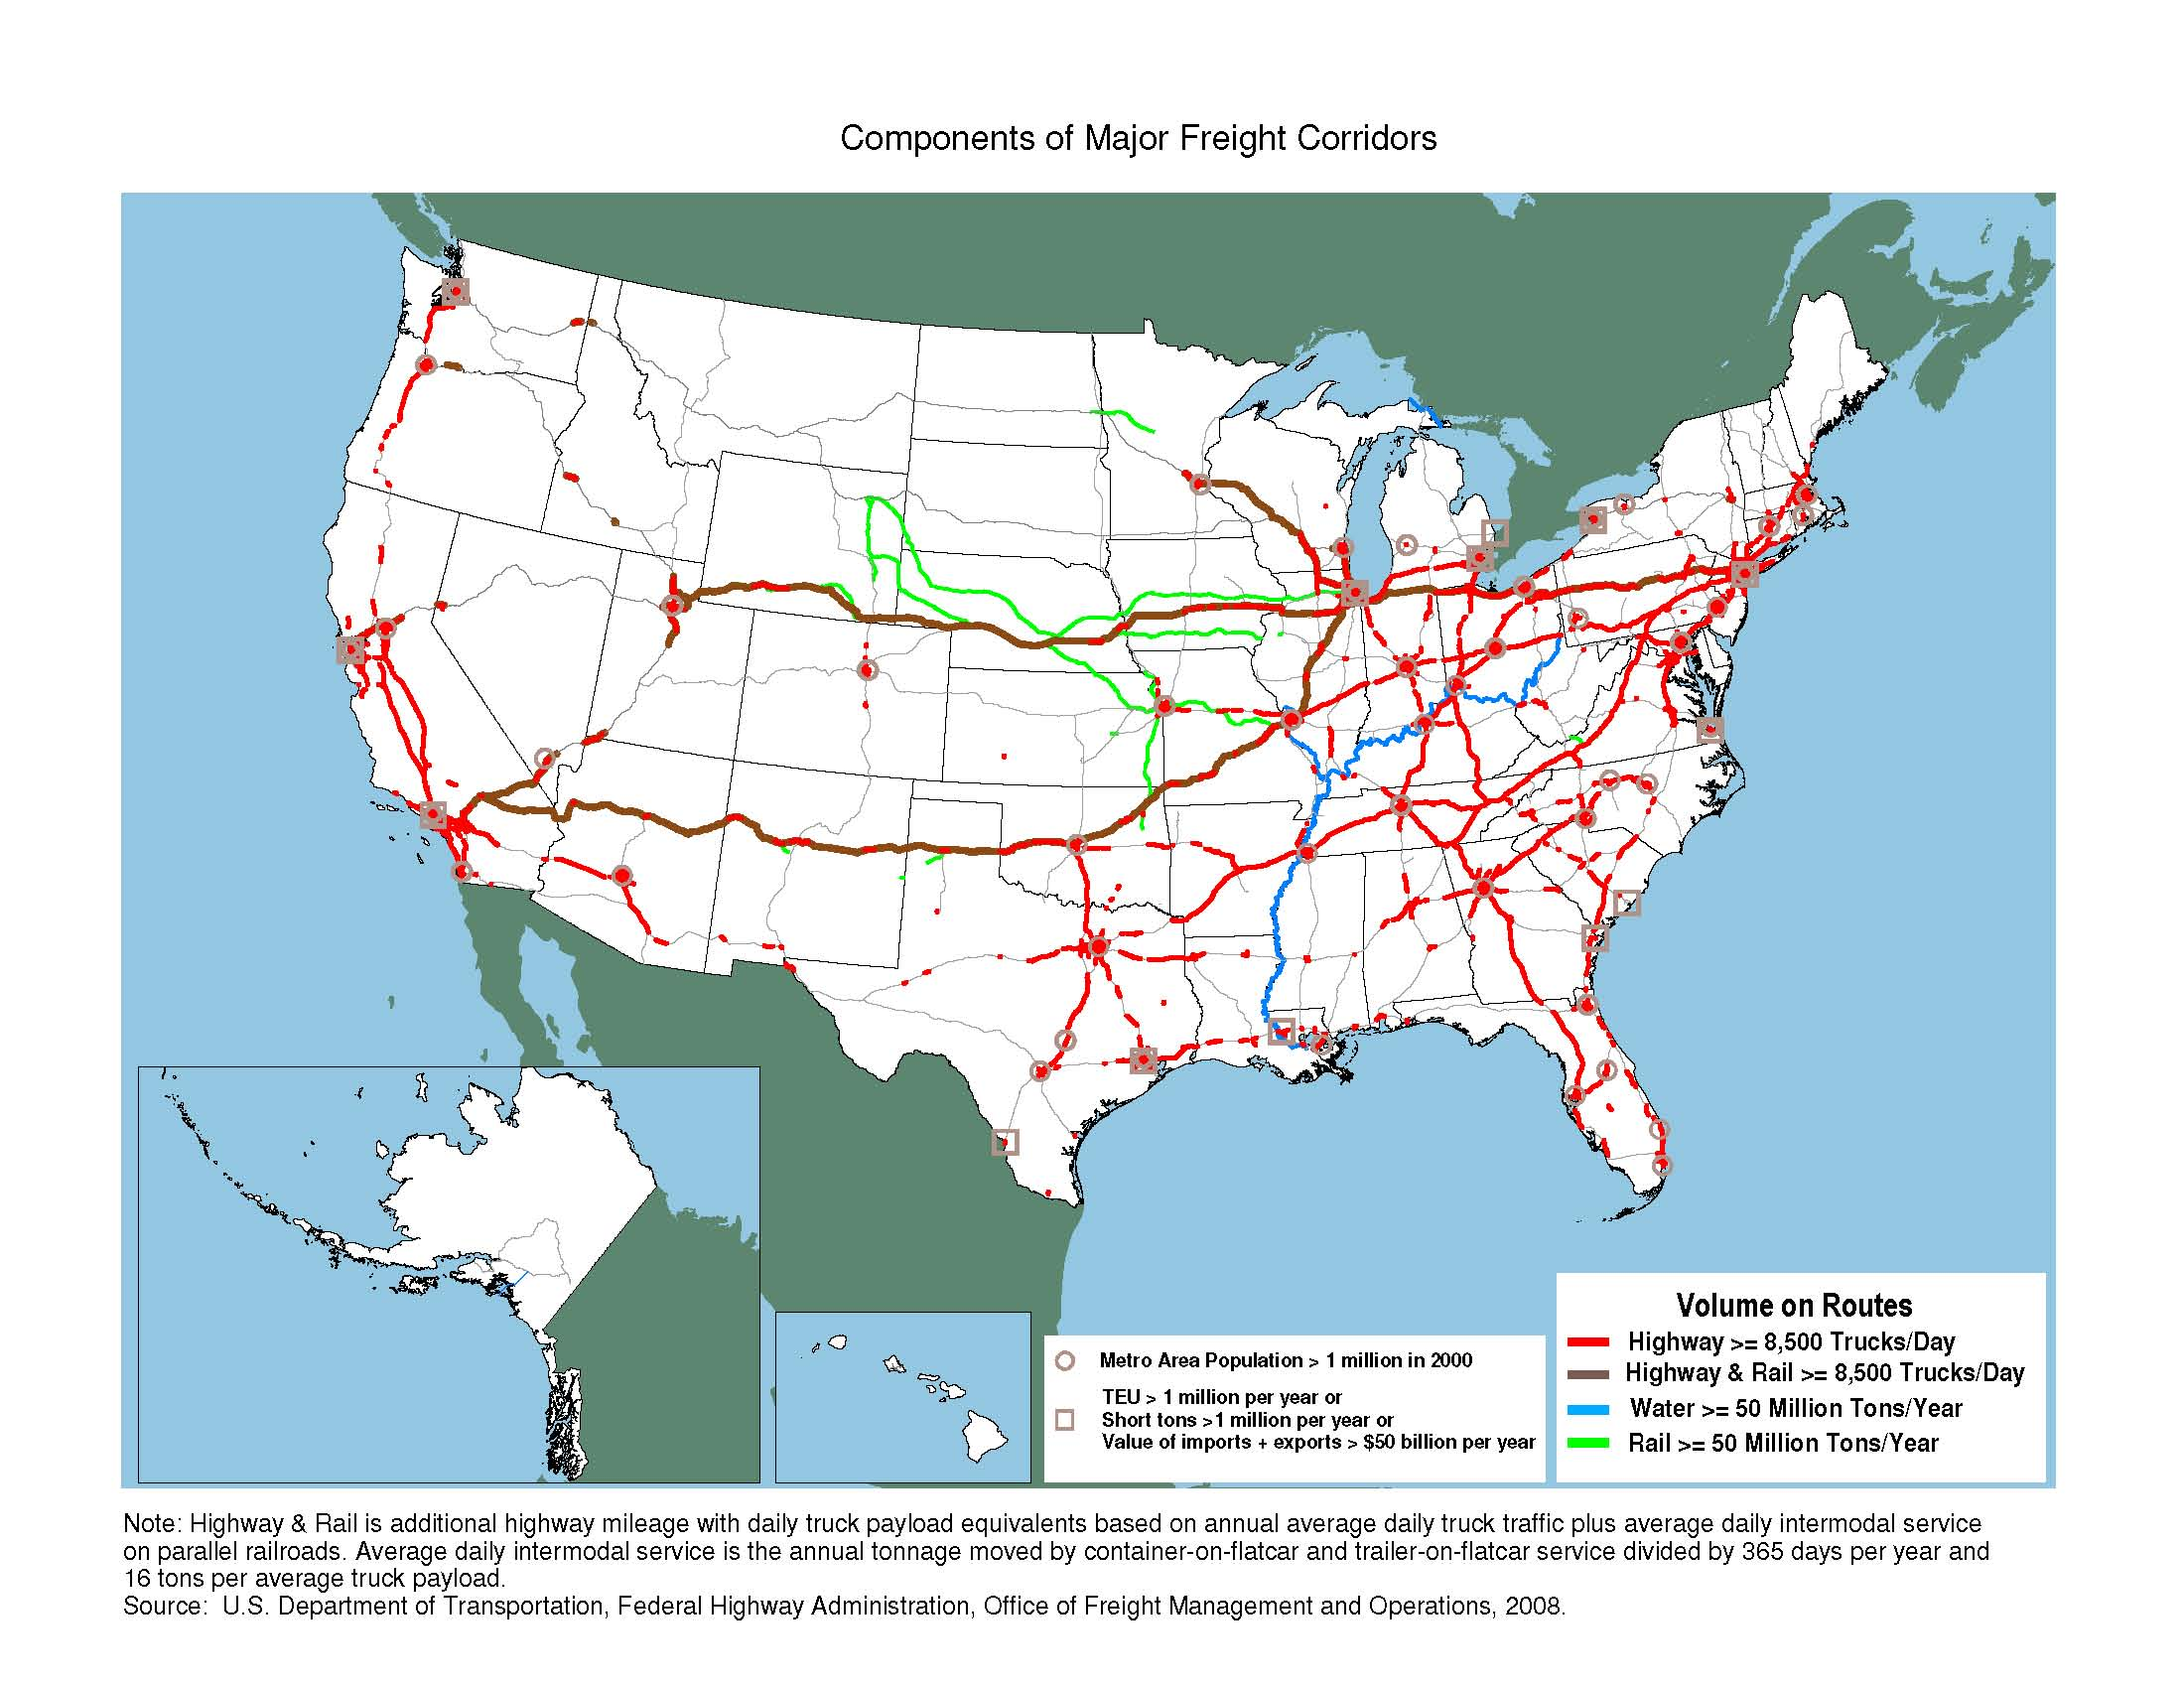 Components of Major Freight Corridors
Volume on Routes
Highway >= 8,500 Trucks/Day
Highway & Rail >= 8,500 Trucks/Day
Water >= 50 Million Tons/Year
Rail >= 50 Million Tons/Year
Metro Area Population > 1 million in 2000
TEU > 1 million per year or
Short tons >1 million per year or
Value of imports + exports > $50 billion per year
Note: Highway & Rail is additional highway mileage with daily truck payload equivalents based on annual average daily truck traffic plus average daily intermodal service
on parallel railroads. Average daily intermodal service is the annual tonnage moved by container-on-flatcar and trailer-on-flatcar service divided by 365 days per year and
16 tons per average truck payload.
Source:  U.S. Department of Transportation, Federal Highway Administration, Office of Freight Management and Operations, 2008.